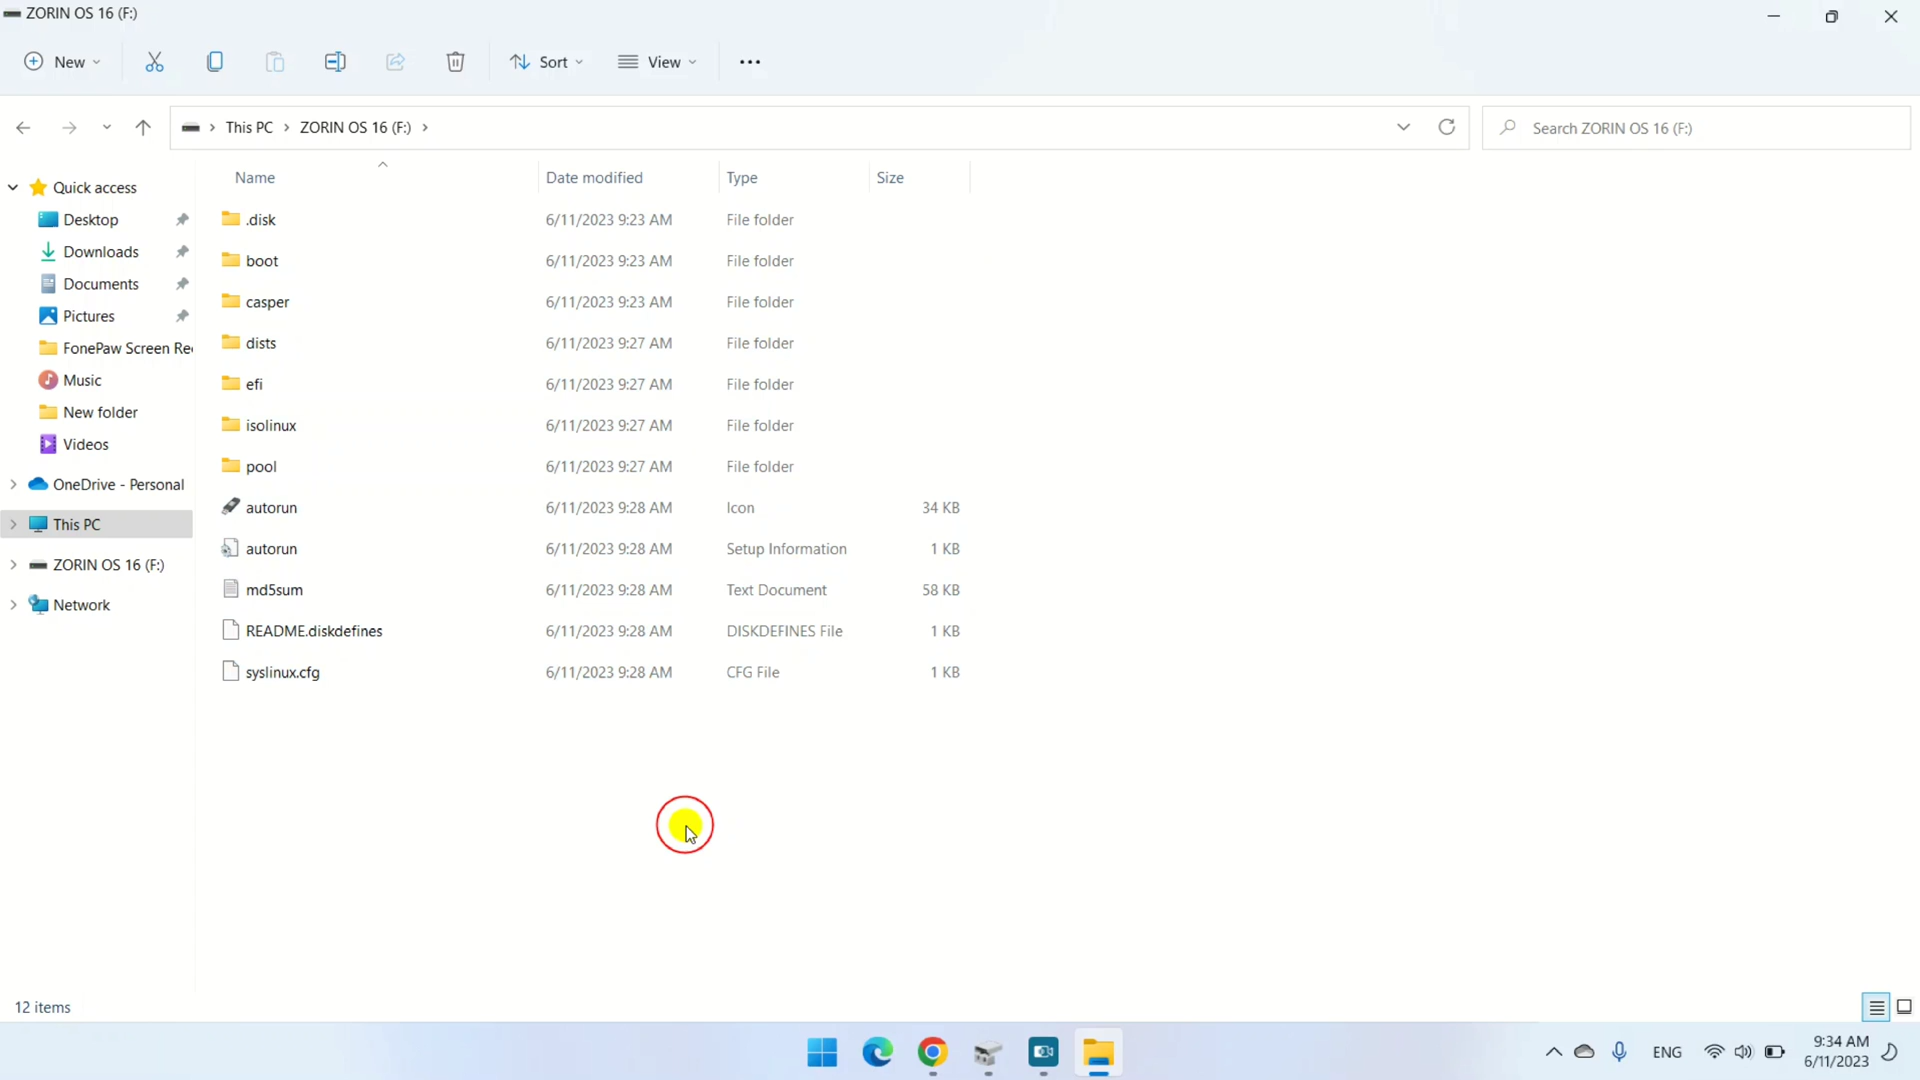 ZORIN OS 16 (F:)
New
Sort
View
This PC
ZORIN OS 16 (F:)
Search ZORIN OS 16 (F:)
Quick access
Desktop
Downloads
Documents
Pictures
FonePaw Screen Re
Music
New folder
Videos
OneDrive - Personal
This PC
ZORIN OS 16 (F:)
Network
Name Date modified Type Size
.disk 6/11/2023 9:23 AM File folder
boot 6/11/2023 9:23 AM File folder
casper 6/11/2023 9:23 AM File folder
dists 6/11/2023 9:27 AM File folder
efi 6/11/2023 9:27 AM File folder
isolinux 6/11/2023 9:27 AM File folder
pool 6/11/2023 9:27 AM File folder
autorun 6/11/2023 9:28 AM Icon 34 KB
autorun 6/11/2023 9:28 AM Setup Information 1 KB
md5sum 6/11/2023 9:28 AM Text Document 58 KB
README.diskdefines 6/11/2023 9:28 AM DISKDEFINES File 1 KB
syslinux.cfg 6/11/2023 9:28 AM CFG File 1 KB
12 items
ENG
9:34 AM
6/11/2023